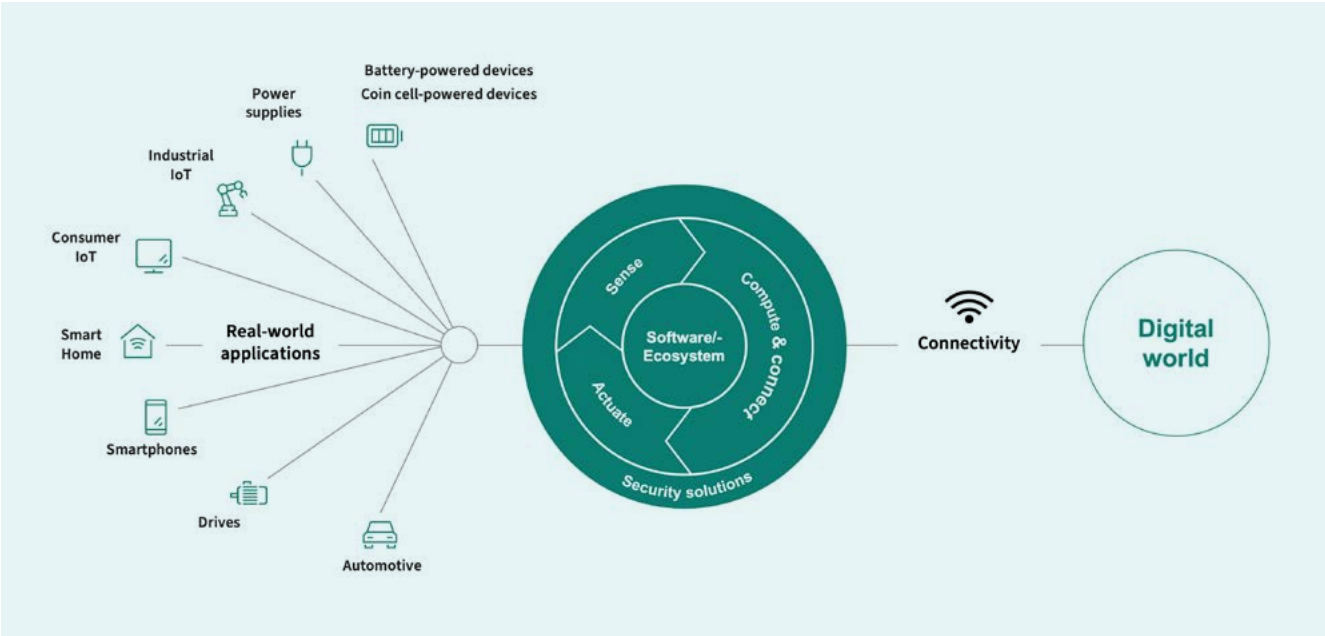 Battery-powered devices
Coin cell-powered devices
Power
supplies
Industrial
IoT
Consumer
IoT
Smart
Home
Real-world
applications
Smartphones
Drives
Automotive
Sense
Compute & connect
Actuate
Software/-
Ecosystem
Security solutions
Connectivity
Digital
world